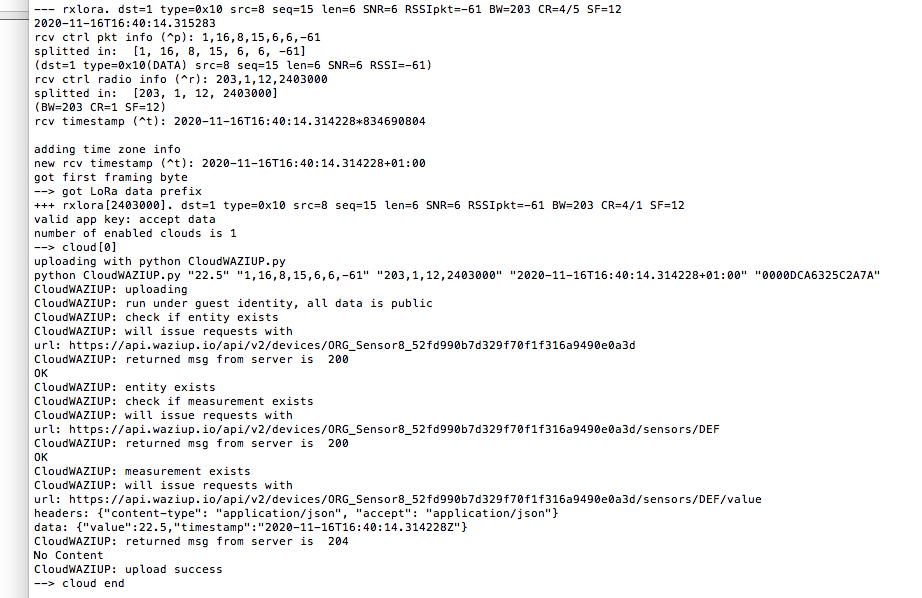 --- rxlora. dst=1 type=0x10 src=8 seq=15 len=6 SNR=6 RSSIpkt=-61 BW=203 CR=4/5 SF=12
2020-11-16T16:40:14.315283
rcv ctrl pkt info (^p): 1,16,8,15,6,6,-61
splitted in:  [1, 16, 8, 15, 6, 6, -61]
(dst=1 type=0x10(DATA) src=8 seq=15 len=6 SNR=6 RSSI=-61)
rcv ctrl radio info (^r): 203,1,12,2403000
splitted in:  [203, 1, 12, 2403000]
(BW=203 CR=1 SF=12)
rcv timestamp (^t): 2020-11-16T16:40:14.314228*834690804
adding time zone info
new rcv timestamp (^t): 2020-11-16T16:40:14.314228+01:00
got first framing byte
--> got LoRa data prefix
+++ rxlora[2403000]. dst=1 type=0x10 src=8 seq=15 len=6 SNR=6 RSSIpkt=-61 BW=203 CR=4/1 SF=12
valid app key: accept data
number of enabled clouds is 1
--> cloud[0]
uploading with python CloudWAZIUP.py
python CloudWAZIUP.py "22.5" "1,16,8,15,6,6,-61" "203,1,12,2403000" "2020-11-16T16:40:14.314228+01:00" "0000DCA6325C2A7A"
CloudWAZIUP: uploading
CloudWAZIUP: run under guest identity, all data is public
CloudWAZIUP: check if entity exists
CloudWAZIUP: will issue requests with
url: https://api.waziup.io/api/v2/devices/ORG_Sensor8_52fd990b7d329f70f1f316a9490e0a3d
CloudWAZIUP: returned msg from server is  200
OK
CloudWAZIUP: entity exists
CloudWAZIUP: check if measurement exists
CloudWAZIUP: will issue requests with
url: https://api.waziup.io/api/v2/devices/ORG_Sensor8_52fd990b7d329f70f1f316a9490e0a3d/sensors/DEF
CloudWAZIUP: returned msg from server is  200
OK
CloudWAZIUP: measurement exists
CloudWAZIUP: will issue requests with
url: https://api.waziup.io/api/v2/devices/ORG_Sensor8_52fd990b7d329f70f1f316a9490e0a3d/sensors/DEF/value
headers: {"content-type": "application/json", "accept": "application/json"}
data: {"value":22.5,"timestamp":"2020-11-16T16:40:14.314228Z"}
CloudWAZIUP: returned msg from server is  204
No Content
CloudWAZIUP: upload success
--> cloud end